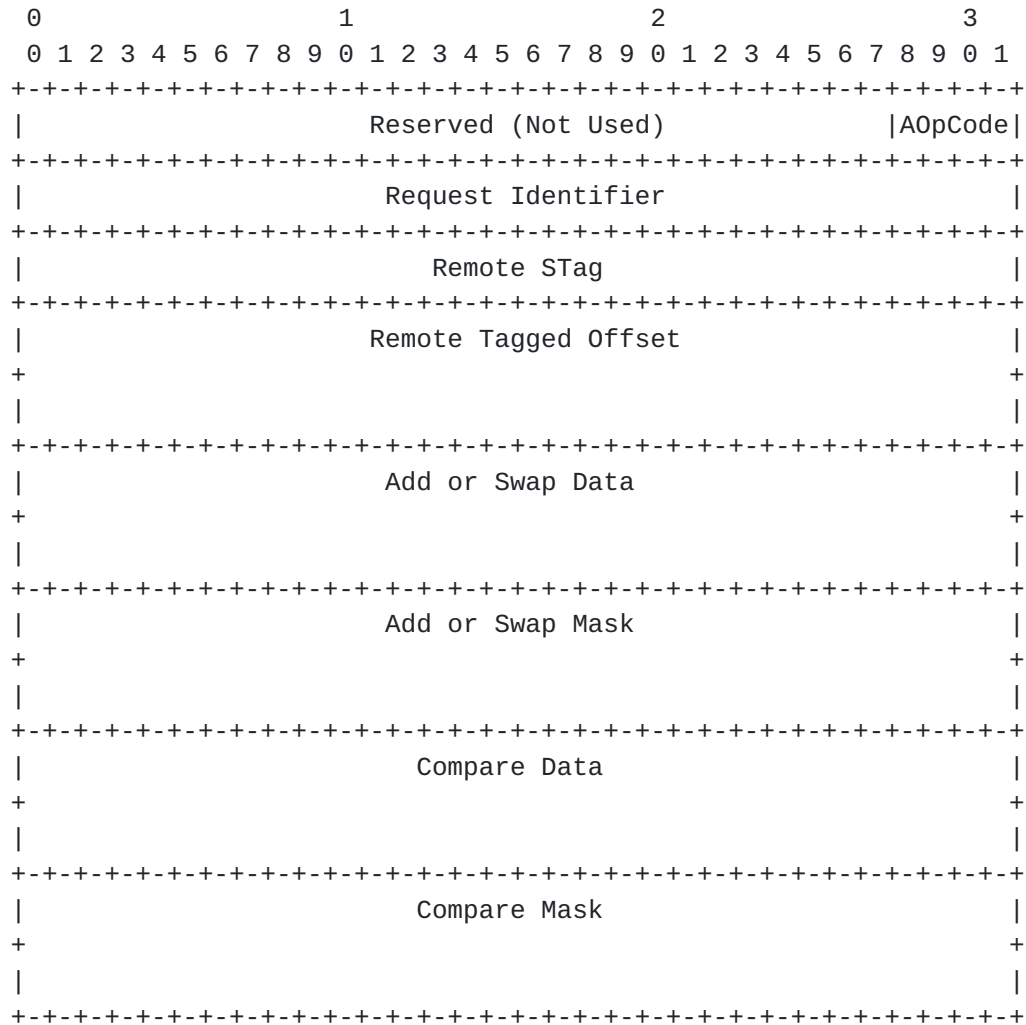 0                   1                   2                   3
 0 1 2 3 4 5 6 7 8 9 0 1 2 3 4 5 6 7 8 9 0 1 2 3 4 5 6 7 8 9 0 1
+-+-+-+-+-+-+-+-+-+-+-+-+-+-+-+-+-+-+-+-+-+-+-+-+-+-+-+-+-+-+-+-+
|                      Reserved (Not Used)              |AOpCode|
+-+-+-+-+-+-+-+-+-+-+-+-+-+-+-+-+-+-+-+-+-+-+-+-+-+-+-+-+-+-+-+-+
|                       Request Identifier                      |
+-+-+-+-+-+-+-+-+-+-+-+-+-+-+-+-+-+-+-+-+-+-+-+-+-+-+-+-+-+-+-+-+
|                          Remote STag                          |
+-+-+-+-+-+-+-+-+-+-+-+-+-+-+-+-+-+-+-+-+-+-+-+-+-+-+-+-+-+-+-+-+
|                      Remote Tagged Offset                     |
+                                                               +
|                                                               |
+-+-+-+-+-+-+-+-+-+-+-+-+-+-+-+-+-+-+-+-+-+-+-+-+-+-+-+-+-+-+-+-+
|                       Add or Swap Data                        |
+                                                               +
|                                                               |
+-+-+-+-+-+-+-+-+-+-+-+-+-+-+-+-+-+-+-+-+-+-+-+-+-+-+-+-+-+-+-+-+
|                       Add or Swap Mask                        |
+                                                               +
|                                                               |
+-+-+-+-+-+-+-+-+-+-+-+-+-+-+-+-+-+-+-+-+-+-+-+-+-+-+-+-+-+-+-+-+
|                         Compare Data                          |
+                                                               +
|                                                               |
+-+-+-+-+-+-+-+-+-+-+-+-+-+-+-+-+-+-+-+-+-+-+-+-+-+-+-+-+-+-+-+-+
|                         Compare Mask                          |
+                                                               +
|                                                               |
+-+-+-+-+-+-+-+-+-+-+-+-+-+-+-+-+-+-+-+-+-+-+-+-+-+-+-+-+-+-+-+-+